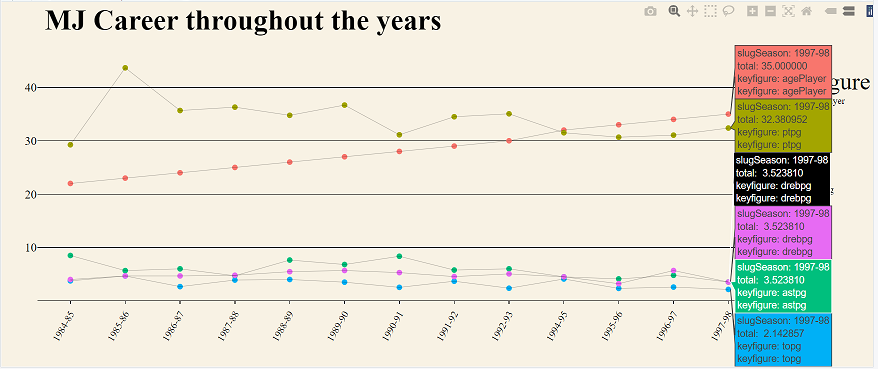 MJ Career throughout the years
gure
yer
40
30
20
10
slugSeason: 1997-98
total: 35.000000
keyfigure: agePlayer
keyfigure: agePlayer
slugSeason: 1997-98
total: 32.380952
keyfigure: ptpg
keyfigure: ptpg
slugSeason: 1997-98
total: 3.523810
keyfigure: drebpg
keyfigure: drebpg
slugSeason: 1997-98
total: 3.523810
keyfigure: drebpg
keyfigure: drebpg
slugSeason: 1997-98
total: 3.523810
keyfigure: astpg
keyfigure: astpg
slugSeason: 1997-98
total: 2.142857
keyfigure: topg
keyfigure: topg
1984-85
1985-86
1986-87
1987-88
1988-89
1989-90
1990-91
1991-92
1992-93
1994-95
1995-96
1996-97
1997-98